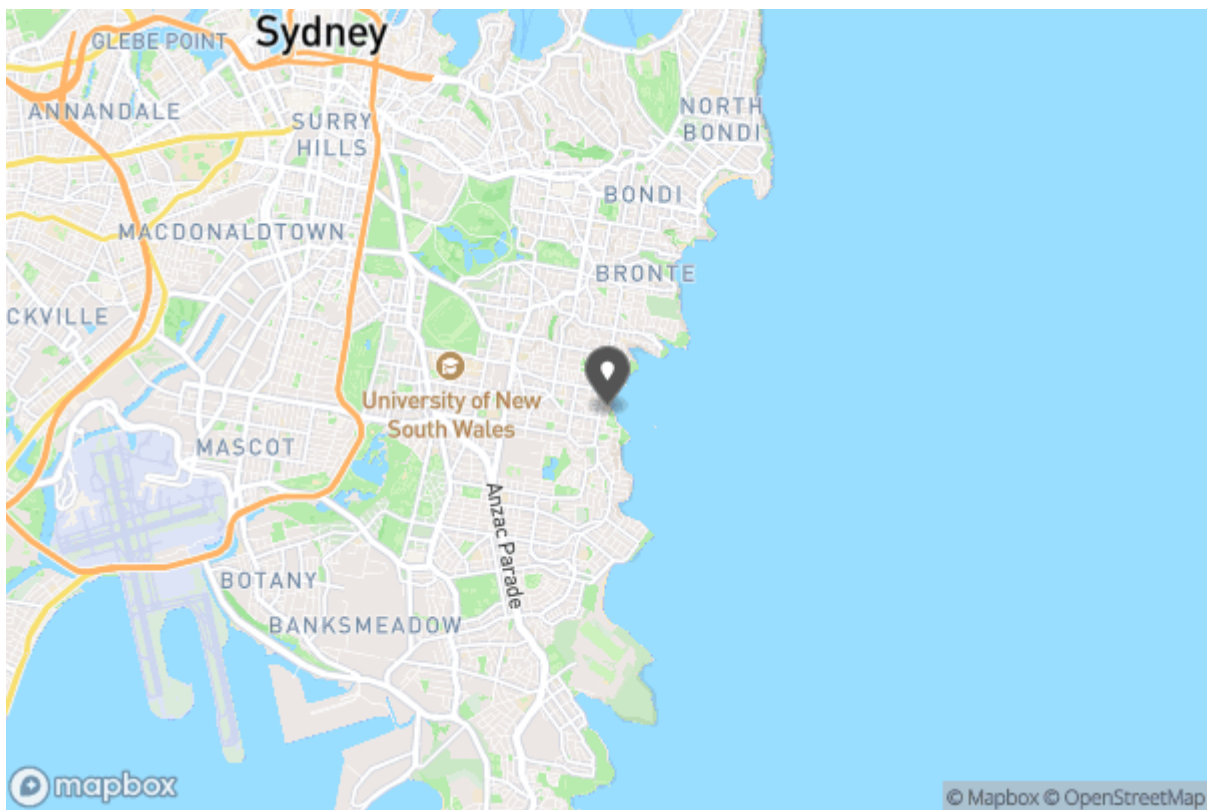 Sydney
GLEBE POINT
ANNANDALE
SURRY
HILLS
NORTH
BONDI
BONDI
MACDONALDTOWN
BRONTE
CKVILLE
University of New
South Wales
MASCOT
Anzac Parade
BOTANY
BANKSMEADOW
mapbox
© Mapbox © OpenStreetMap